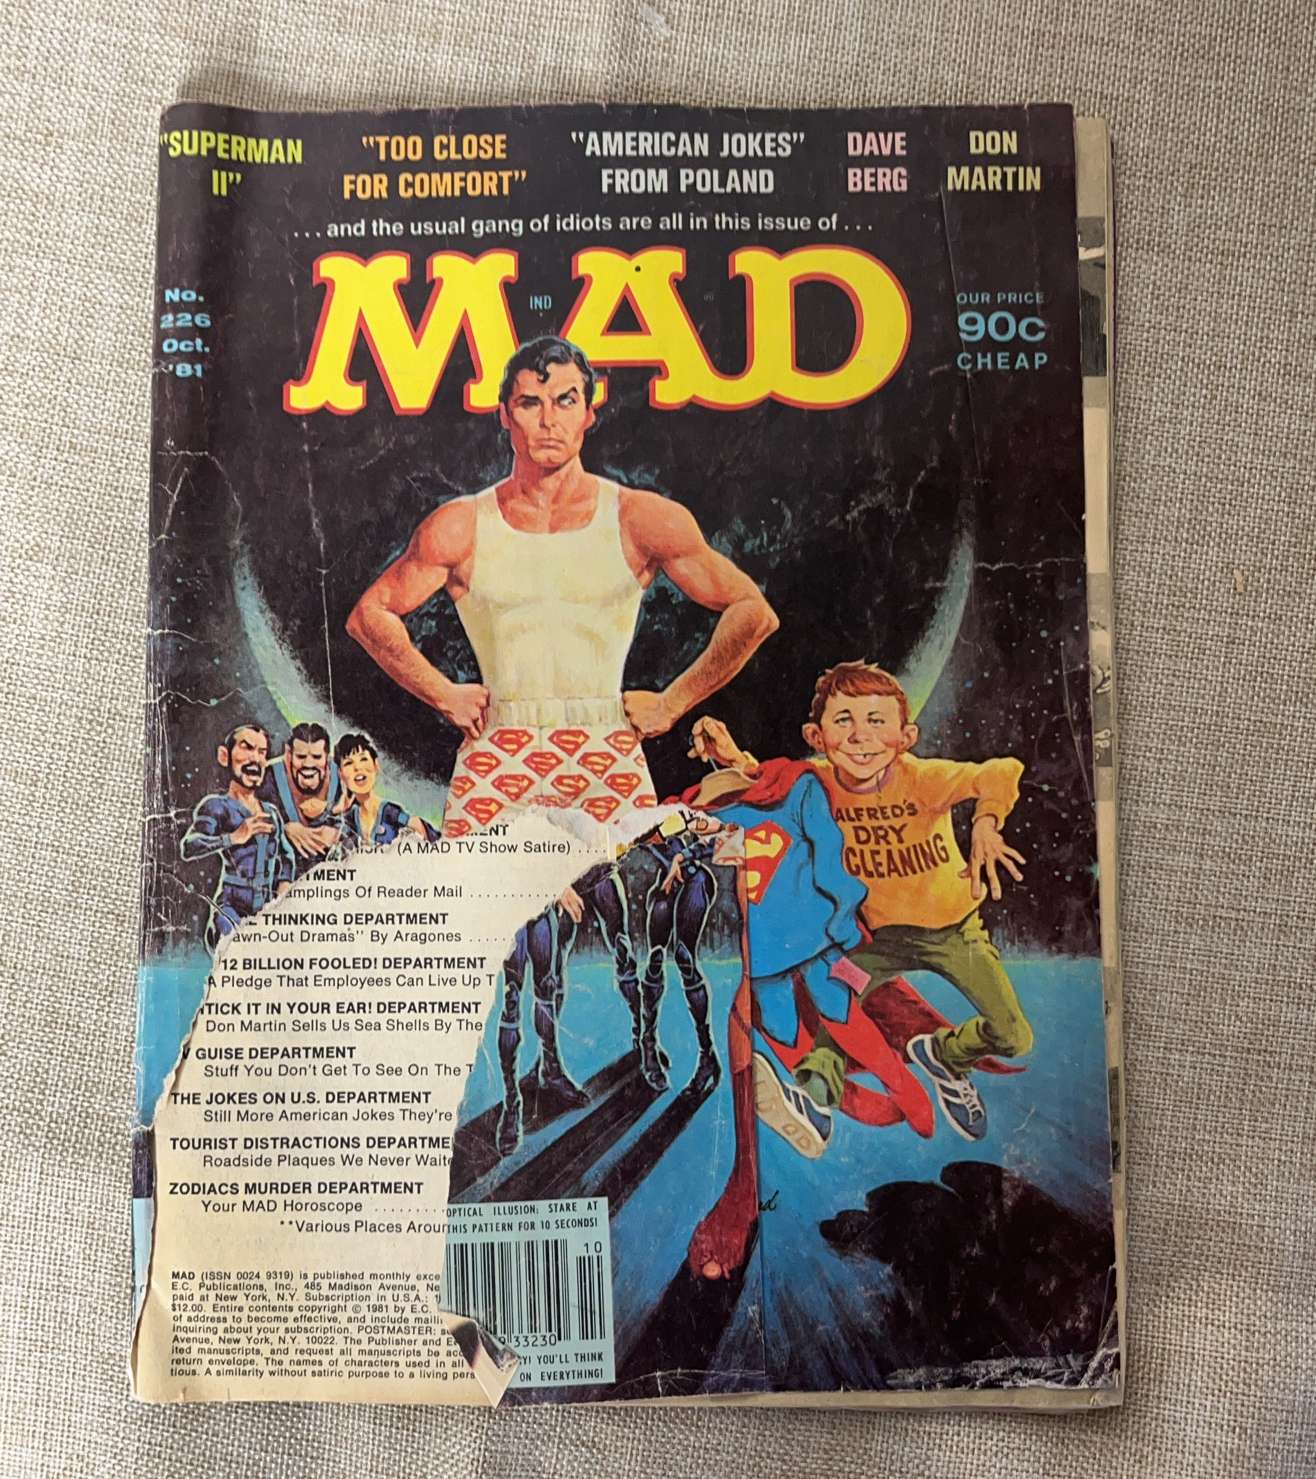 "SUPERMAN
II"
"TOO CLOSE
FOR COMFORT"
"AMERICAN JOKES"
FROM POLAND
DAVE
BERG
DON
MARTIN
...and the usual gang of idiots are all in this issue of...
MAD
IND
No.
226
Oct.
'81
OUR PRICE
90c
CHEAP
ALFRED'S
DRY
CLEANING
(A MAD TV Show Satire) ....
Of Reader Mail ...........
THINKING DEPARTMENT
By Aragones .....
12 BILLION FOOLED! DEPARTMENT
A Pledge That Employees Can Live Up T
TICK IT IN YOUR EAR! DEPARTMENT
Don Martin Sells Us Sea Shells By The
GUISE DEPARTMENT
Stuff You Don't Get To See On The T
THE JOKES ON U.S. DEPARTMENT
Still More American Jokes They're
TOURIST DISTRACTIONS DEPARTME
Roadside Plaques We Never Wait
ZODIACS MURDER DEPARTMENT
Your MAD Horoscope .........
**Various Places Arou
MAD (ISSN 0024 9319) is published monthly exce
E.C. Publications, Inc., 485 Madison Avenue, Ne
paid at New York, N.Y. Subscription in U.S.A.:
$12.00. Entire contents copyright © 1981 by E.C.
of address to become effective, and include maili
inquiring about your subscription. POSTMASTER:
Avenue, New York, N.Y. 10022. The Publisher and E
ited manuscripts, and request all manuscripts be acc
return envelope. The names of characters used in all
tious. A similarity without satiric purpose to a living pers
OPTICAL ILLUSION: STARE AT
THIS PATTERN FOR 10 SECONDS!
10
33230
YOU'LL THINK
ON EVERYTHING!